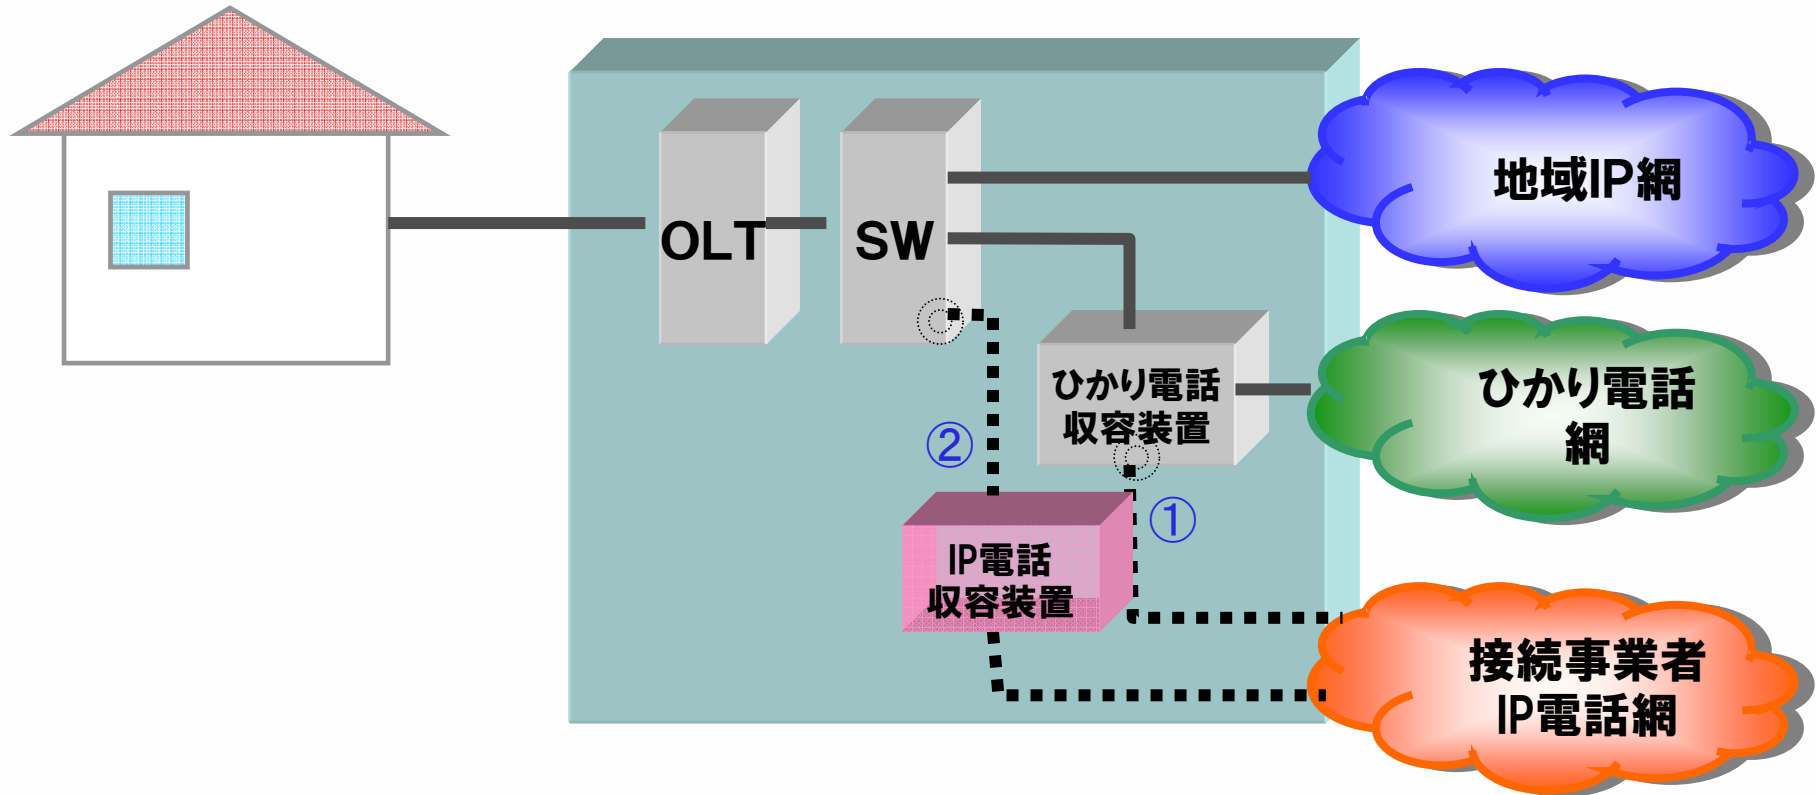 OLT
SW
地域IP網
ひかり電話
収容装置
ひかり電話
網
②
①
IP電話
収容装置
接続事業者
IP電話網